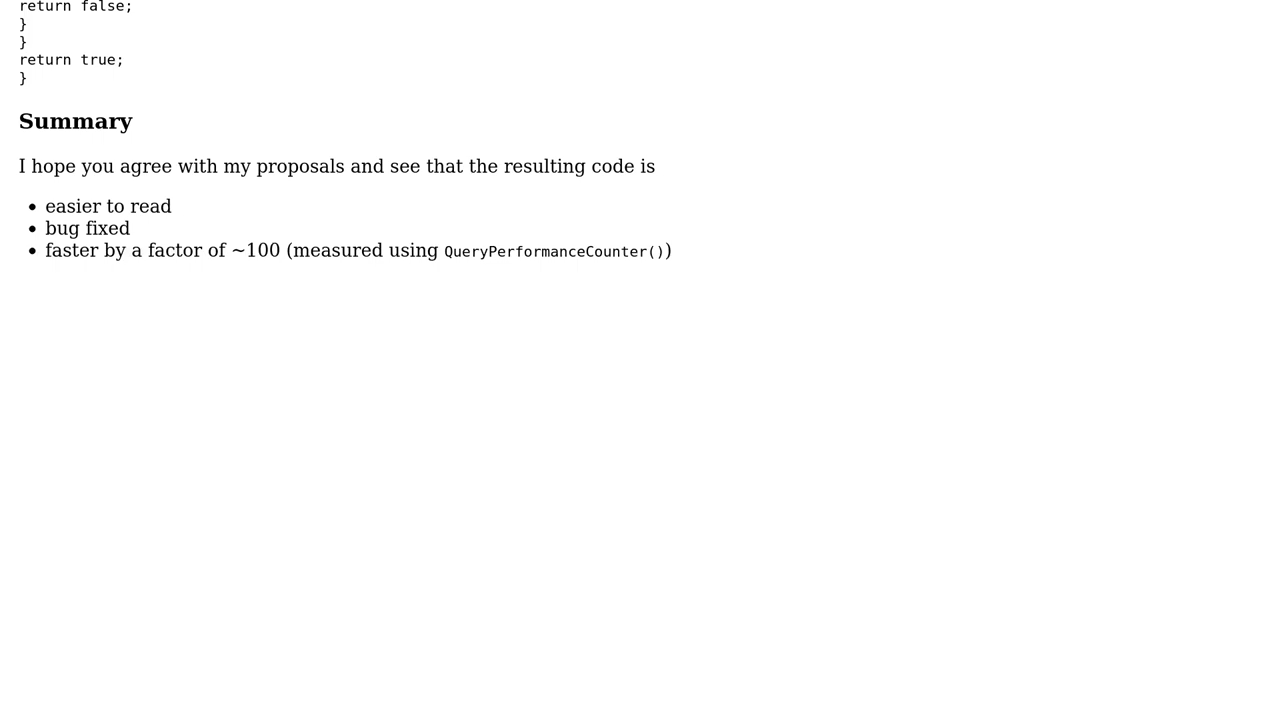 return false;
}
}
return true;
}
Summary
I hope you agree with my proposals and see that the resulting code is
• easier to read
• bug fixed
• faster by a factor of ~100 (measured using QueryPerformanceCounter())